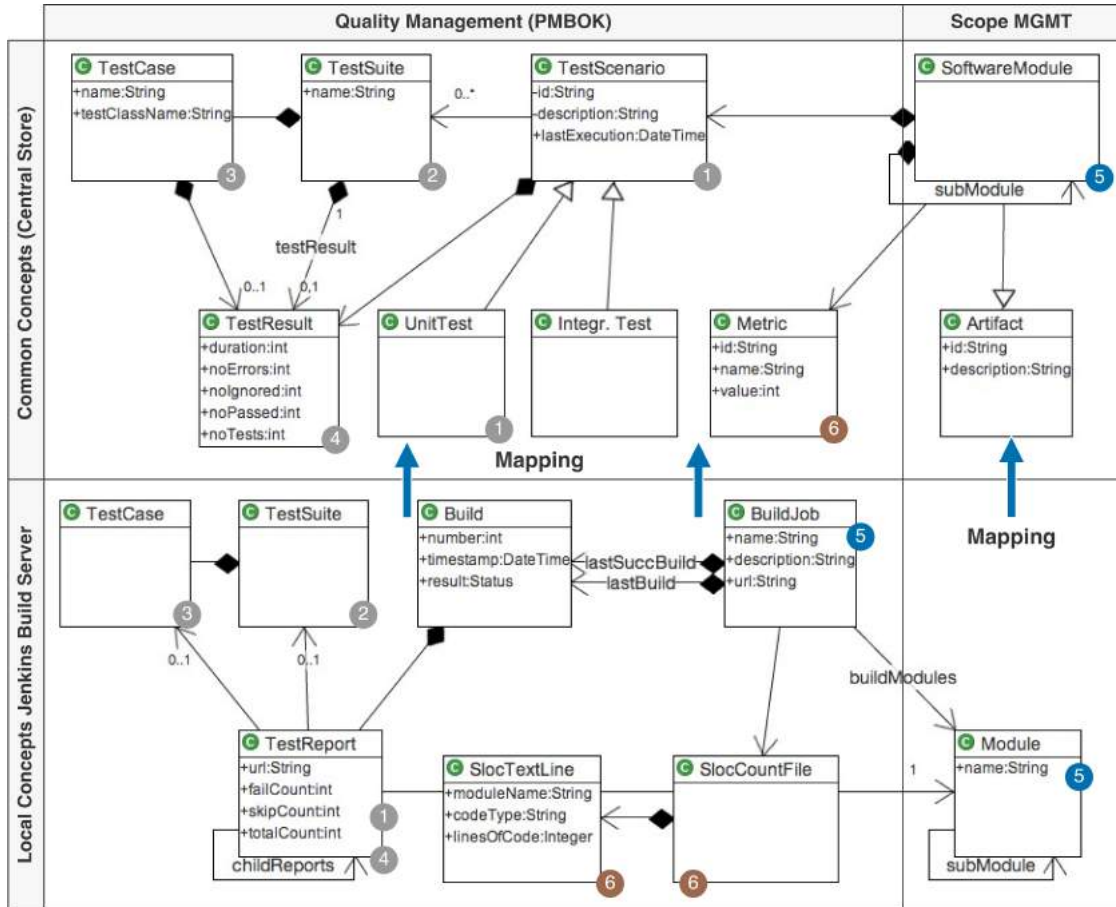 Quality Management (PMBOK)
Scope MGMT
Common Concepts (Central Store)
C TestCase
+name:String
+testClassName:String
3
C TestSuite
+name:String
2
C TestScenario
-id:String
-description:String
+lastExecution:DateTime
1
C SoftwareModule
5
0..*
subModule
1
testResult
0..1
0,1
C TestResult
+duration:int
+noErrors:int
+noIgnored:int
+noPassed:int
+noTests:int
4
C UnitTest
1
C Integr. Test
C Metric
+id:String
+name:String
+value:int
6
C Artifact
+id:String
+description:String
Mapping
Mapping
Local Concepts Jenkins Build Server
C TestCase
3
C TestSuite
2
C Build
+number:int
+timestamp:DateTime
+result:Status
lastSuccBuild
lastBuild
C BuildJob
+name:String
+description:String
+url:String
5
0..1
0..1
buildModules
C TestReport
+url:String
+failCount:int
+skipCount:int
+totalCount:int
1
4
childReports
C SlocTextLine
+moduleName:String
+codeType:String
+linesOfCode:Integer
6
C SlocCountFile
6
1
C Module
+name:String
5
subModule